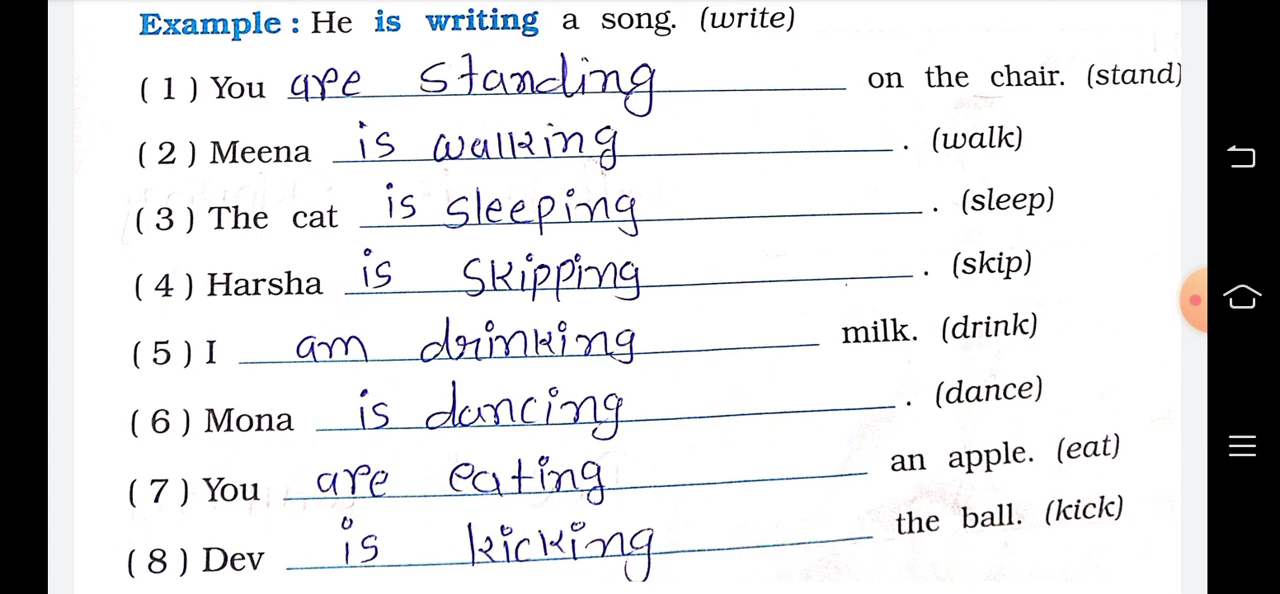 Example : He is writing a song. (write)
( 1 ) You are standing on the chair. (stand)
( 2 ) Meena is walking . (walk)
( 3 ) The cat is sleeping . (sleep)
( 4 ) Harsha is skipping . (skip)
( 5 ) I am drinking milk. (drink)
( 6 ) Mona is dancing . (dance)
( 7 ) You are eating an apple. (eat)
( 8 ) Dev is kicking the ball. (kick)